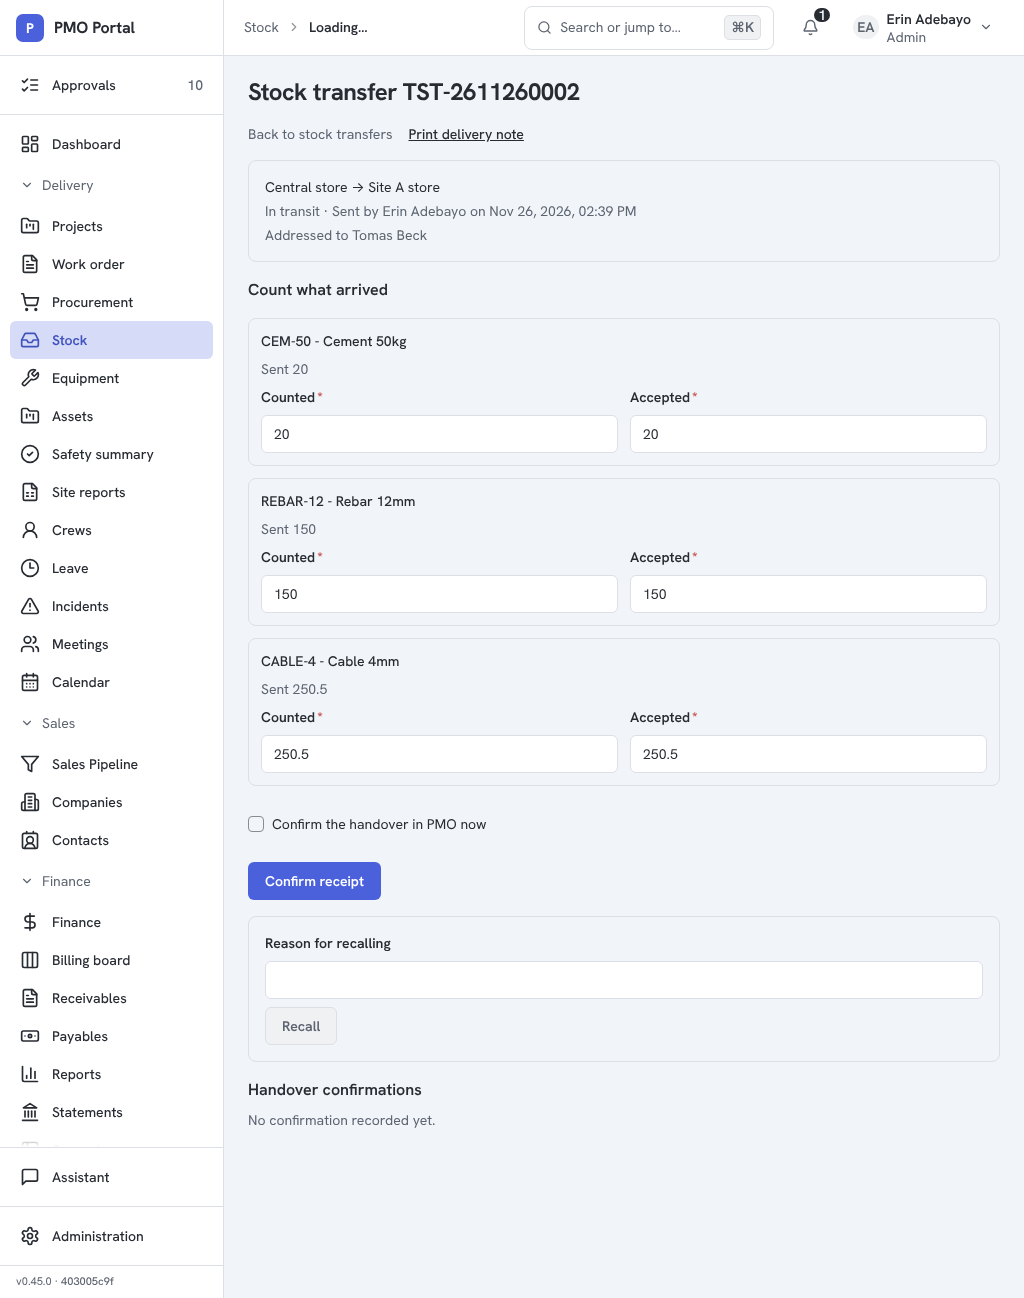 P PMO Portal
Stock > Loading...
Search or jump to... ⌘K
1
EA Erin Adebayo
Admin
Approvals 10
Dashboard
Delivery
Projects
Work order
Procurement
Stock
Equipment
Assets
Safety summary
Site reports
Crews
Leave
Incidents
Meetings
Calendar
Sales
Sales Pipeline
Companies
Contacts
Finance
Finance
Billing board
Receivables
Payables
Reports
Statements
Assistant
Administration
v0.45.0 · 403005c9f
Stock transfer TST-2611260002
Back to stock transfers Print delivery note
Central store → Site A store
In transit · Sent by Erin Adebayo on Nov 26, 2026, 02:39 PM
Addressed to Tomas Beck
Count what arrived
CEM-50 - Cement 50kg
Sent 20
Counted * Accepted *
20 20
REBAR-12 - Rebar 12mm
Sent 150
Counted * Accepted *
150 150
CABLE-4 - Cable 4mm
Sent 250.5
Counted * Accepted *
250.5 250.5
Confirm the handover in PMO now
Confirm receipt
Reason for recalling
Recall
Handover confirmations
No confirmation recorded yet.